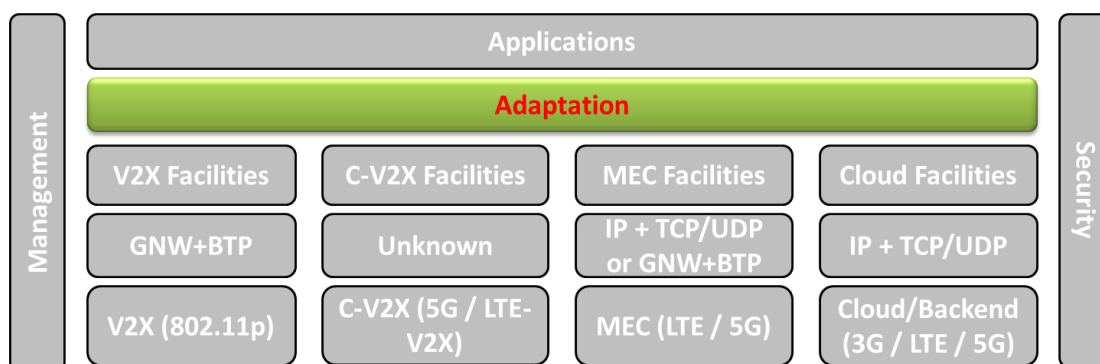 Management
Applications
Security
Adaptation
V2X Facilities
C-V2X Facilities
MEC Facilities
Cloud Facilities
GNW+BTP
Unknown
IP + TCP/UDP
or GNW+BTP
IP + TCP/UDP
V2X (802.11p)
C-V2X (5G / LTE-
V2X)
MEC (LTE / 5G)
Cloud/Backend
(3G / LTE / 5G)